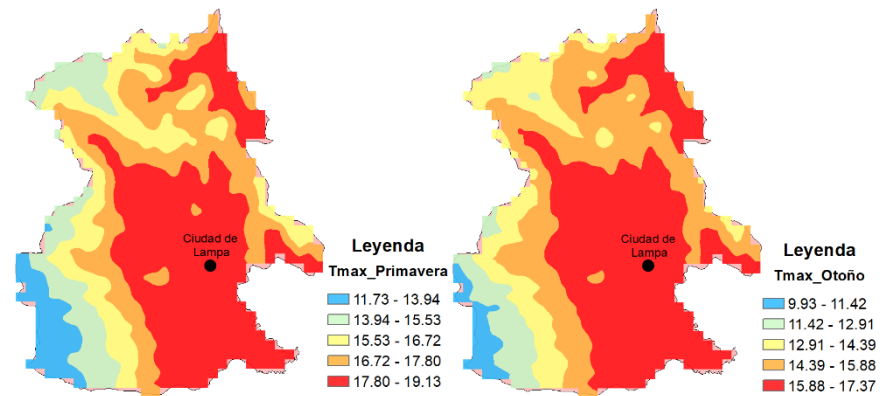 Ciudad de
Lampa
Leyenda
Tmax_Primavera
11.73 - 13.94
13.94 - 15.53
15.53 - 16.72
16.72 - 17.80
17.80 - 19.13
Ciudad de
Lampa
Leyenda
Tmax_Otoño
9.93 - 11.42
11.42 - 12.91
12.91 - 14.39
14.39 - 15.88
15.88 - 17.37